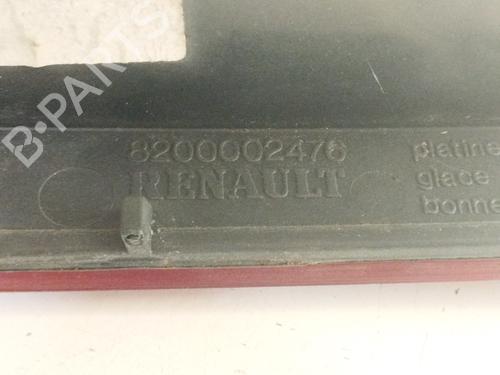 B-PARTS
8200002476
RENAULT
platine
glace
bonne